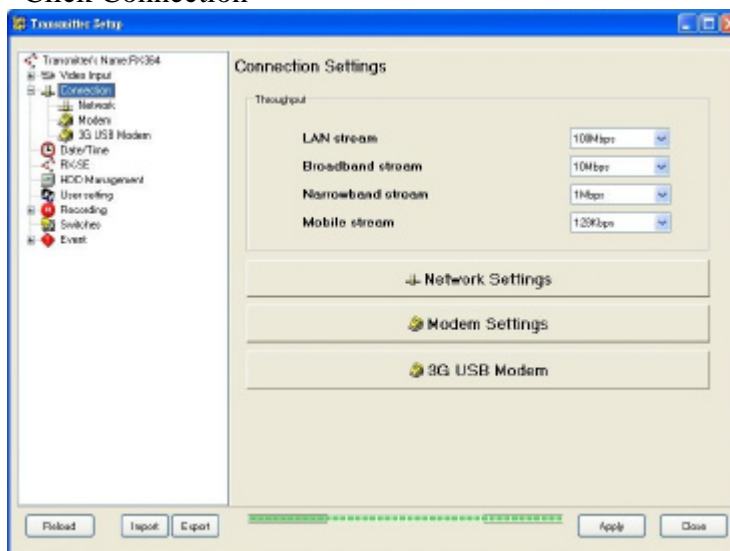 Click Connection
Transmitter Setup
Transmitter's Name:RX364
Video Input
Connection
Network
Modem
3G USB Modem
Date/Time
RX-SE
HDD Management
User setting
Recording
Switches
Event
Connection Settings
Throughput
LAN stream 100Mbps
Broadband stream 10Mbps
Narrowband stream 1Mbps
Mobile stream 128Kbps
Network Settings
Modem Settings
3G USB Modem
Reload Import Export Apply Close